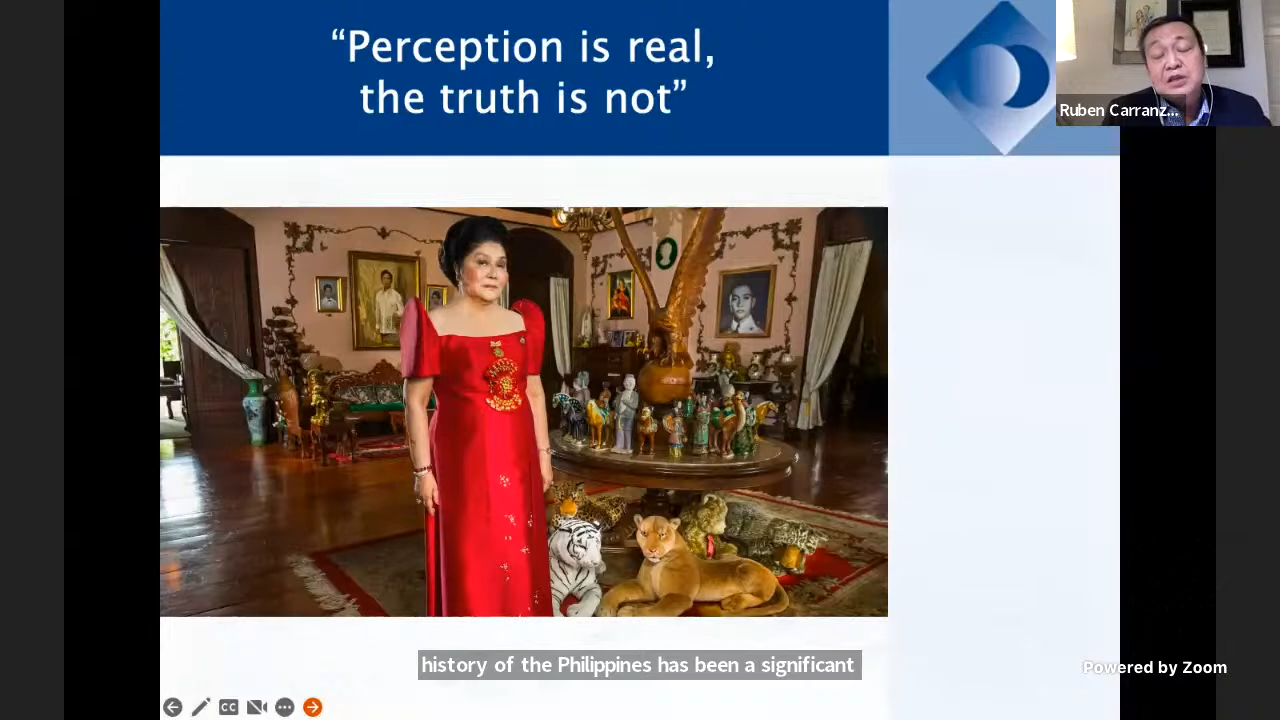 “Perception is real,
the truth is not”
Ruben Carranz...
history of the Philippines has been a significant
Powered by Zoom
CC